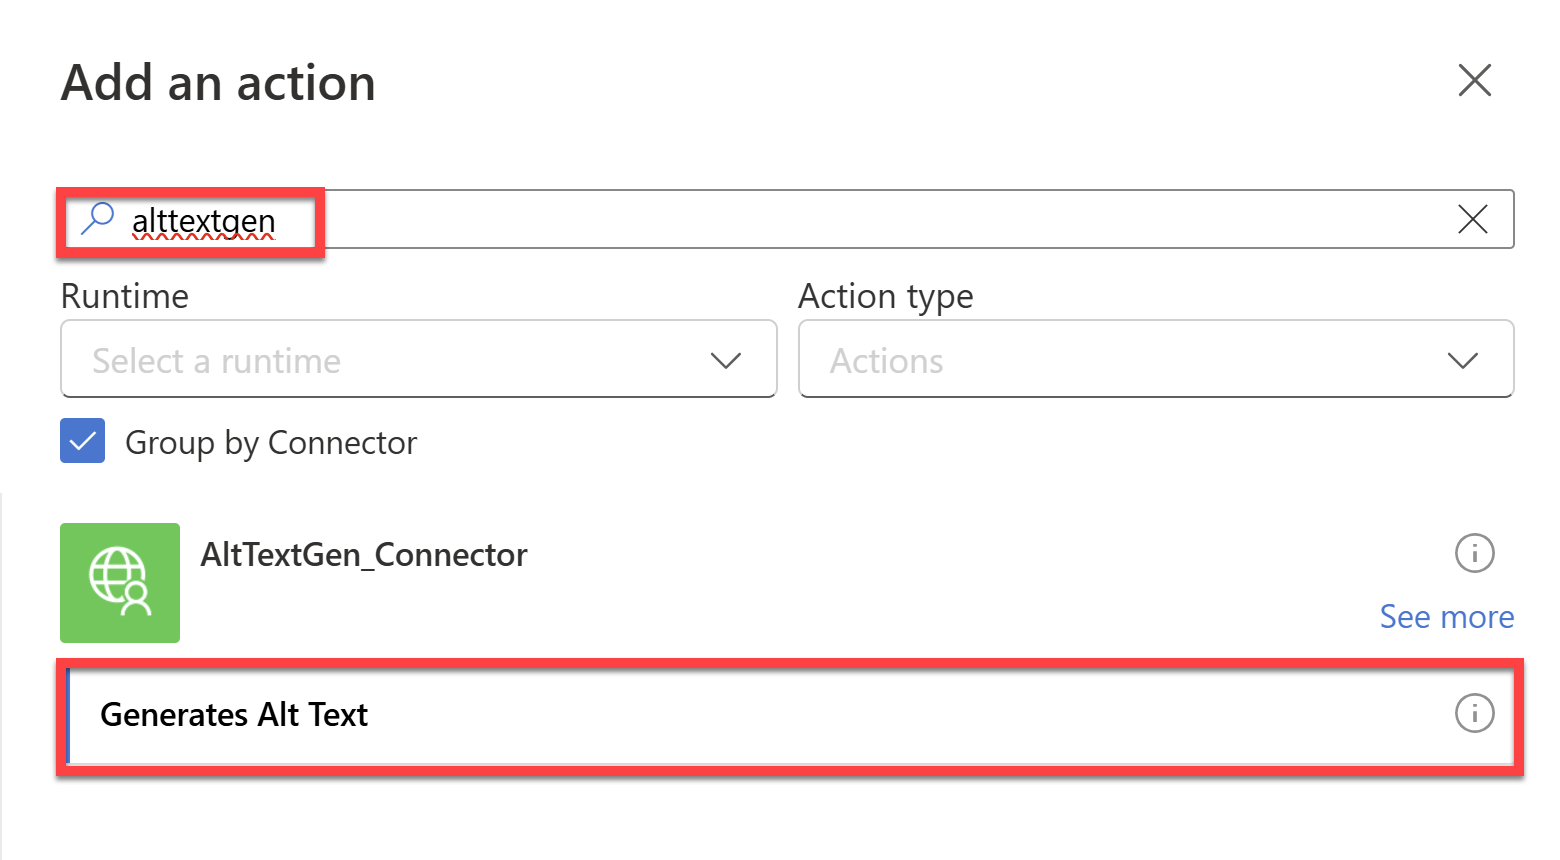 Add an action
alttextgen
Runtime
Action type
Select a runtime
Actions
Group by Connector
AltTextGen_Connector
See more
Generates Alt Text